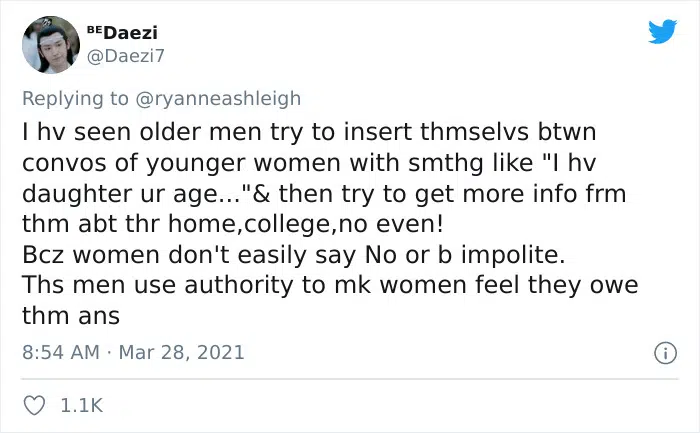 ᴮᴱDaezi
@Daezi7
Replying to @ryanneashleigh
I hv seen older men try to insert thmselvs btwn
convos of younger women with smthg like "I hv
daughter ur age..."& then try to get more info frm
thm abt thr home,college,no even!
Bcz women don't easily say No or b impolite.
Ths men use authority to mk women feel they owe
thm ans
8:54 AM · Mar 28, 2021
1.1K